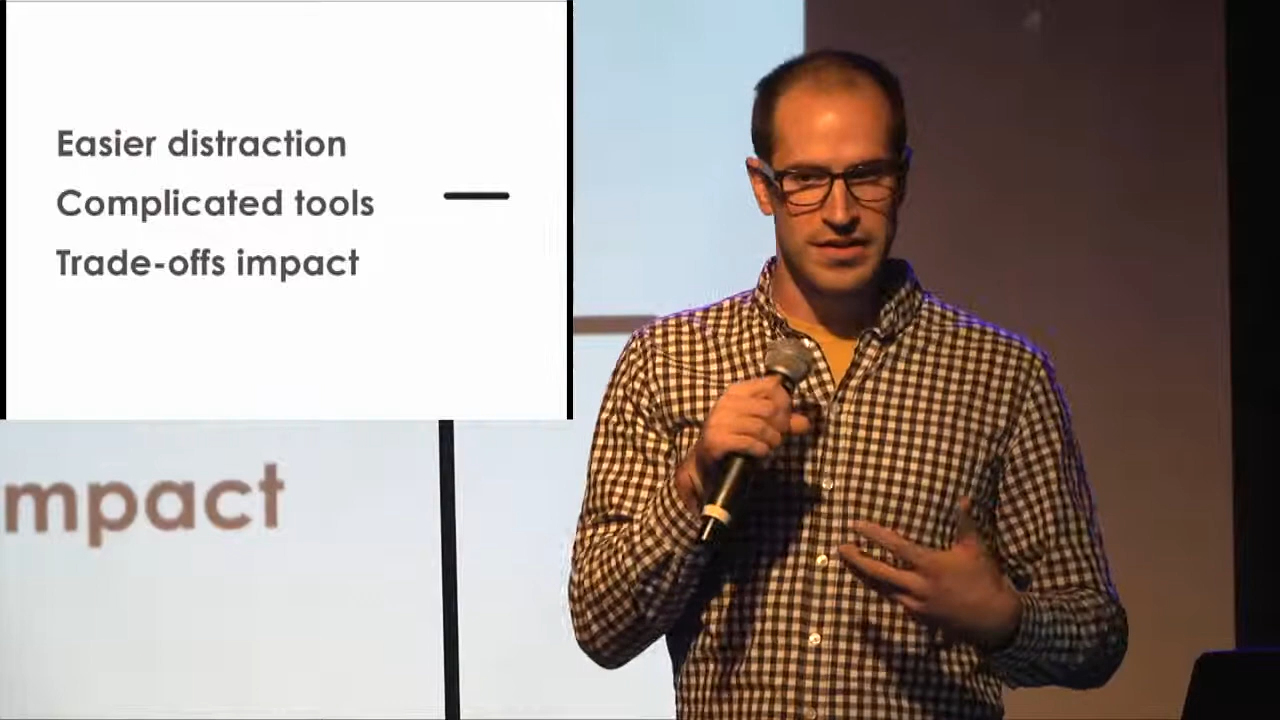 Easier distraction
Complicated tools
Trade-offs impact
mpact